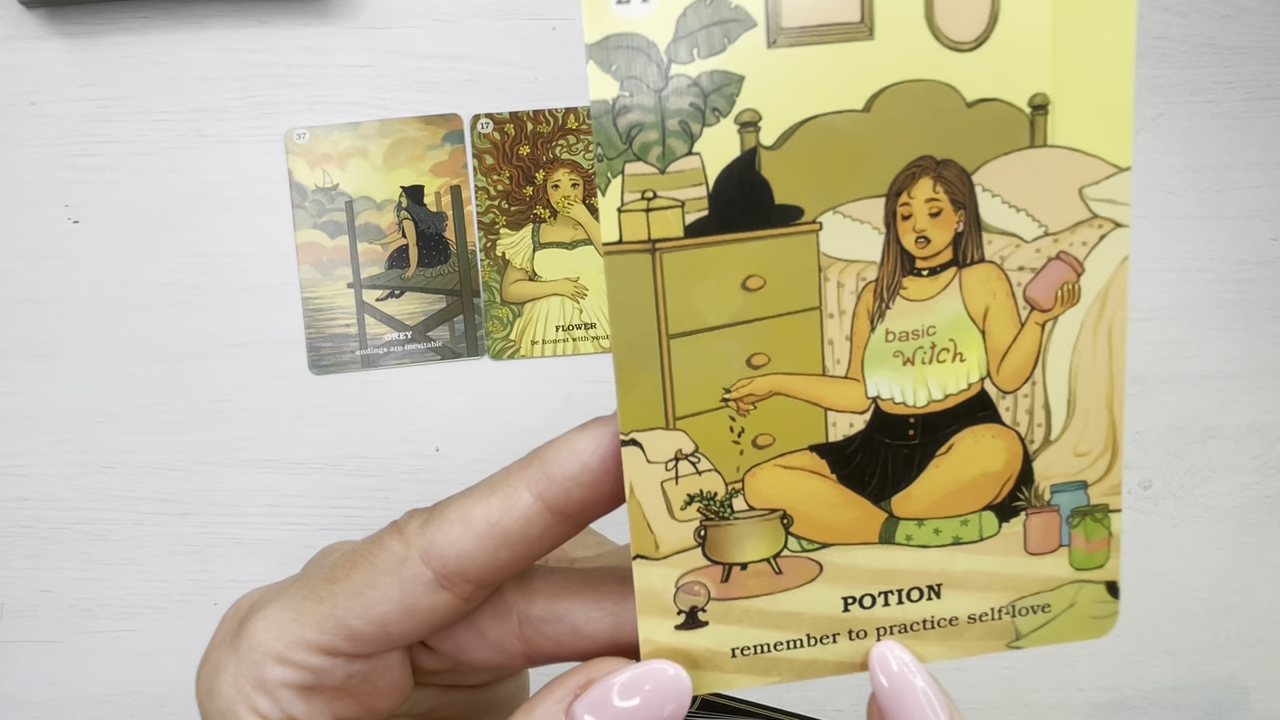 37
GREY
endings are inevitable
17
FLOWER
be honest with your
basic
witch
POTION
remember to practice self-love